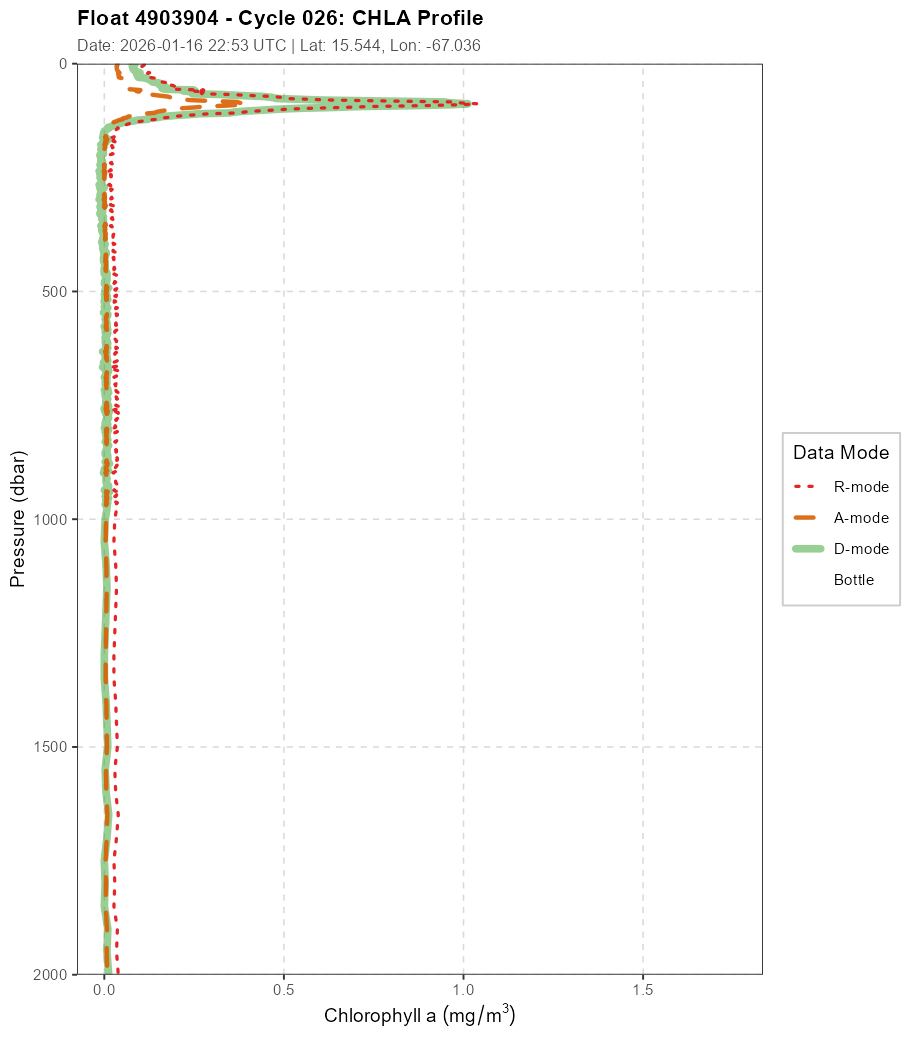 Float 4903904 - Cycle 026: CHLA Profile
Date: 2026-01-16 22:53 UTC | Lat: 15.544, Lon: -67.036
0
500
1000
1500
2000
Pressure (dbar)
0.0 0.5 1.0 1.5
Chlorophyll a (mg/m³)
Data Mode
R-mode
A-mode
D-mode
Bottle